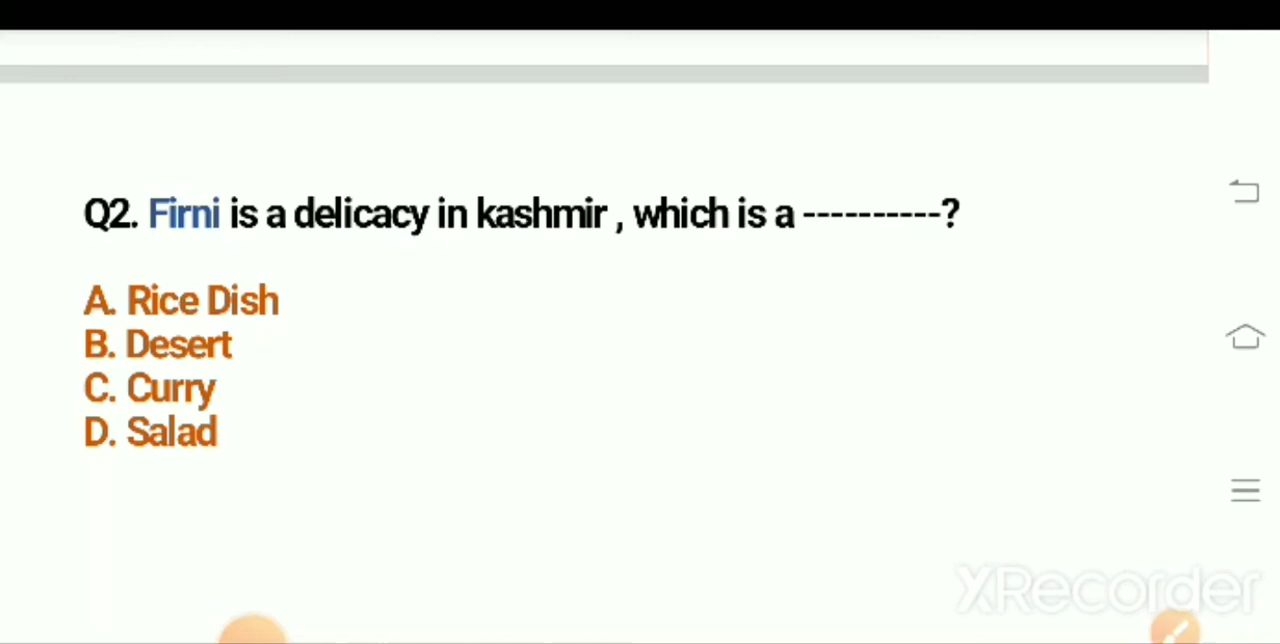 Q2. Firni is a delicacy in kashmir , which is a ----------?
A. Rice Dish
B. Desert
C. Curry
D. Salad
XRecorder